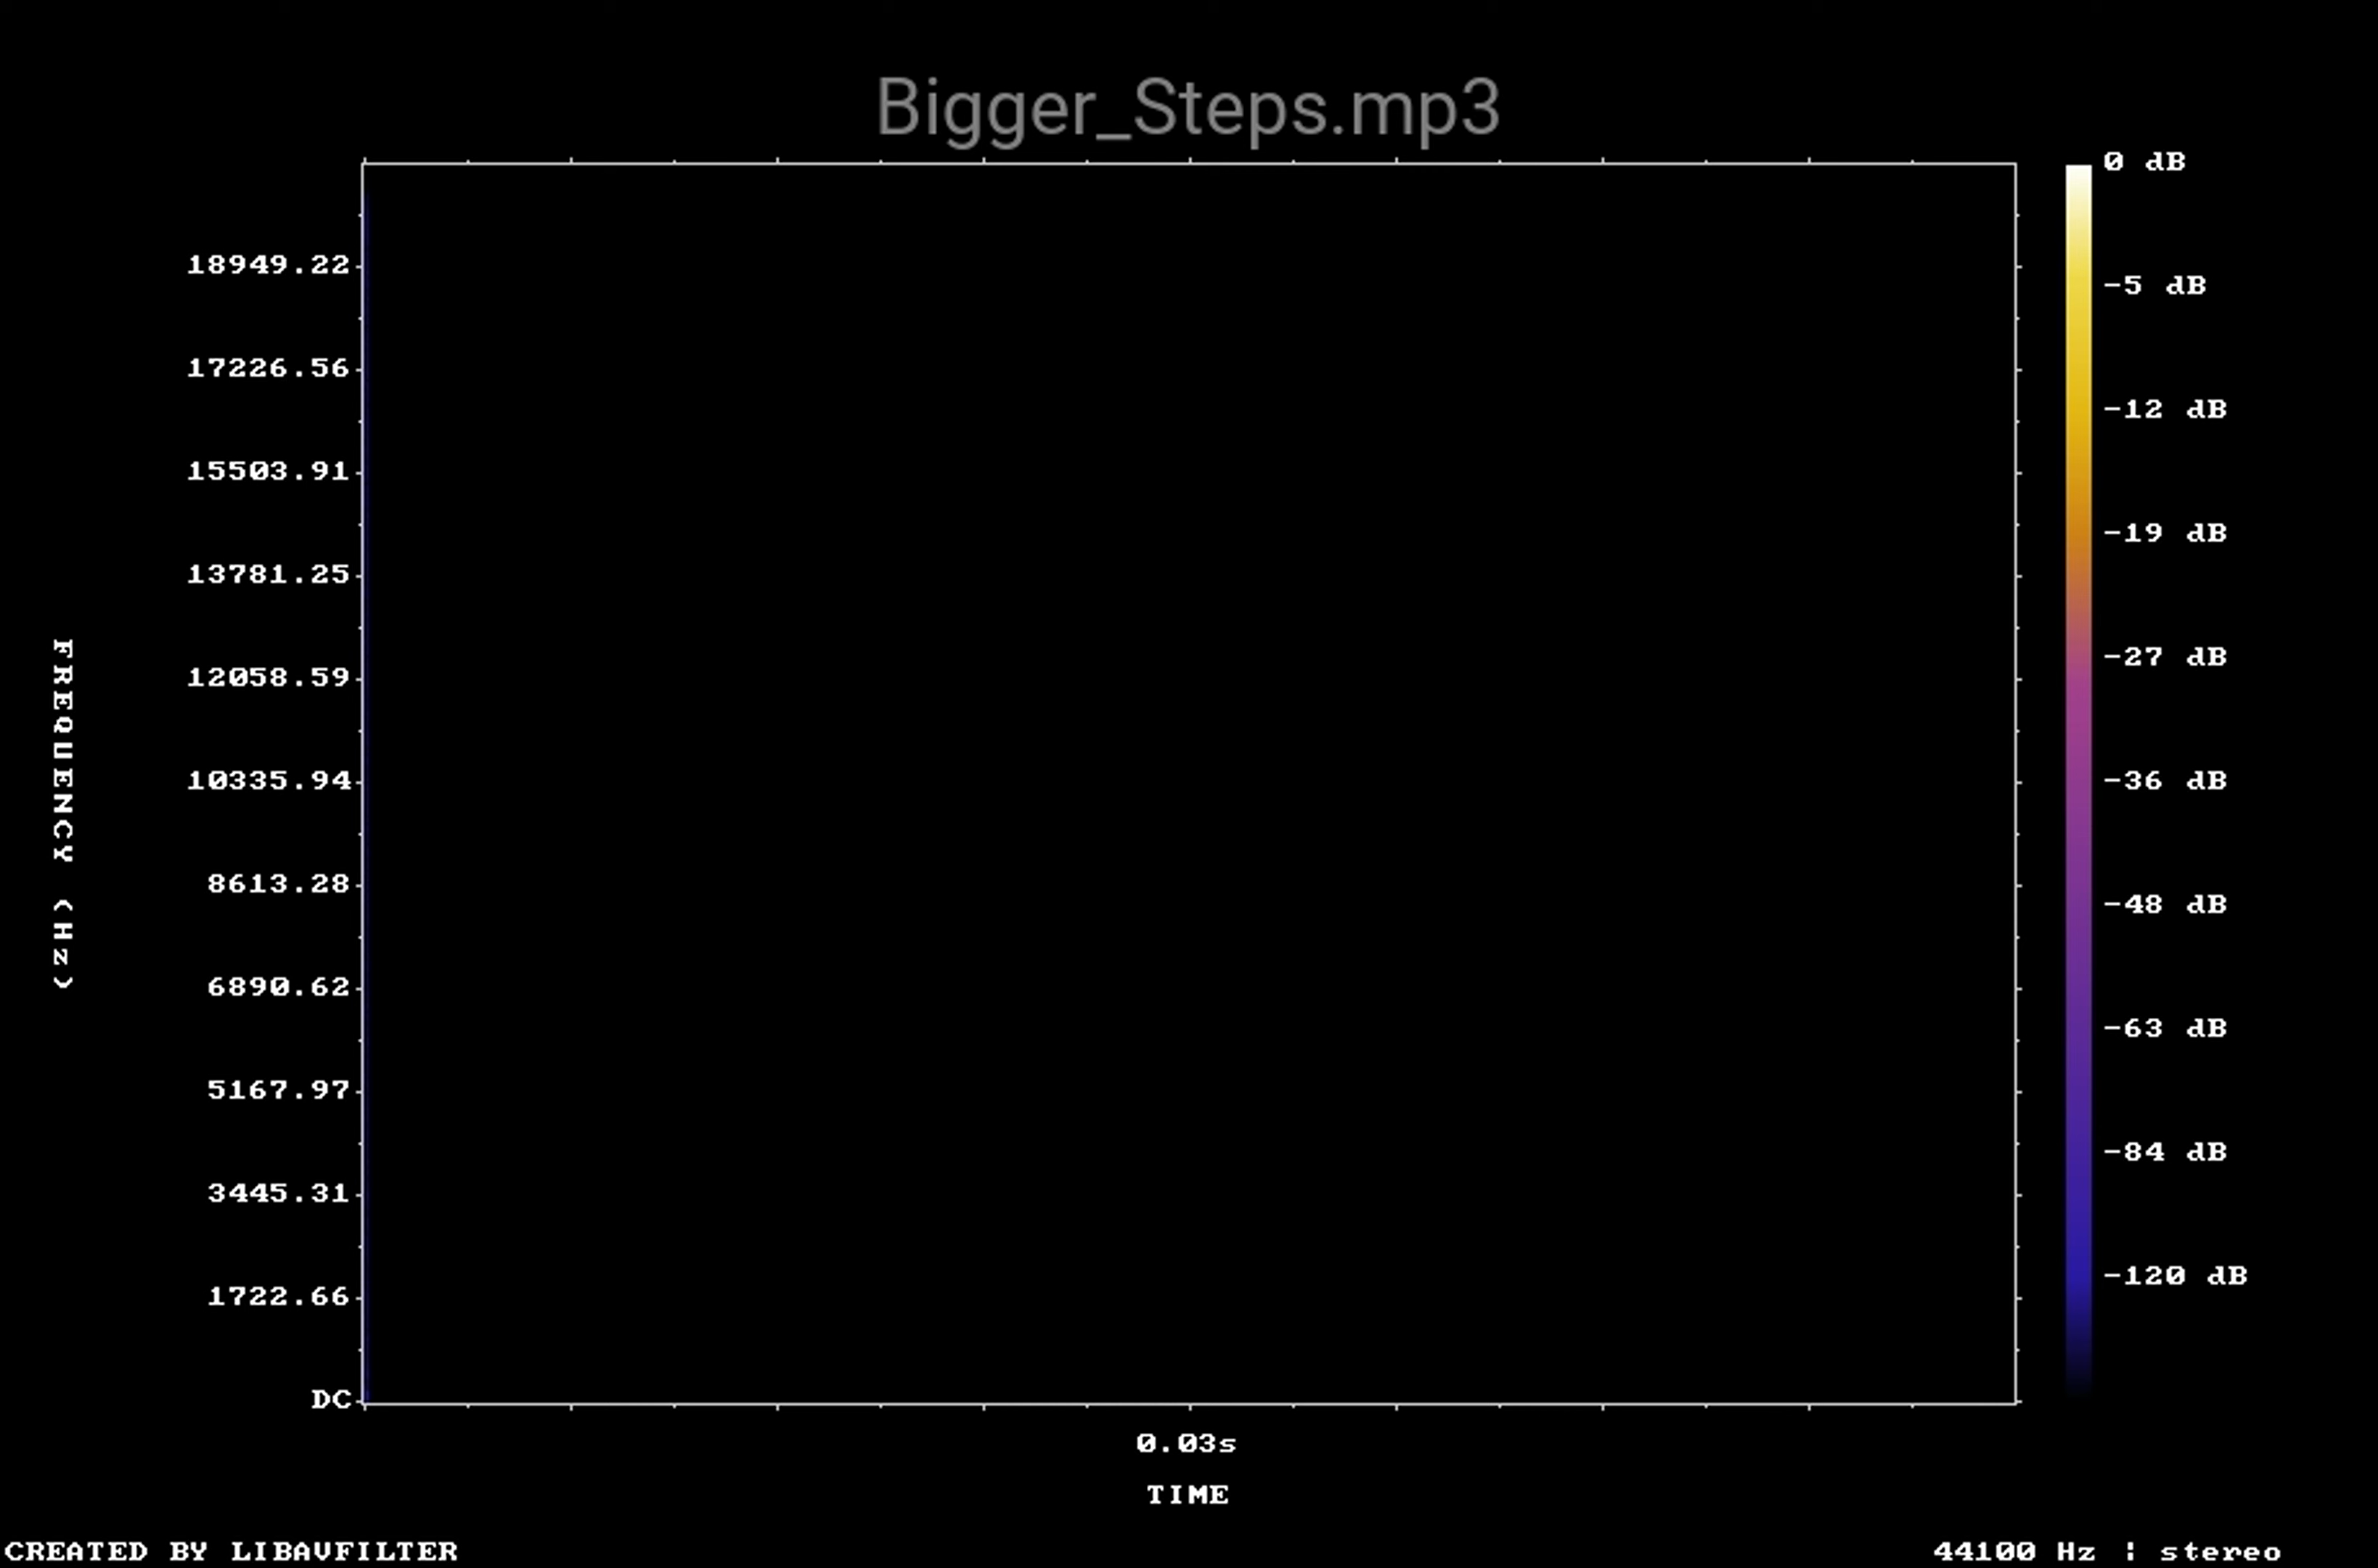 Bigger_Steps.mp3
0 dB
18949.22
-5 dB
17226.56
-12 dB
15503.91
-19 dB
13781.25
-27 dB
12058.59
10335.94
-36 dB
8613.28
-48 dB
FREQUENCY (Hz)
6890.62
-63 dB
5167.97
-84 dB
3445.31
-120 dB
1722.66
DC
0.03s
TIME
CREATED BY LIBAVFILTER
44100 Hz | stereo